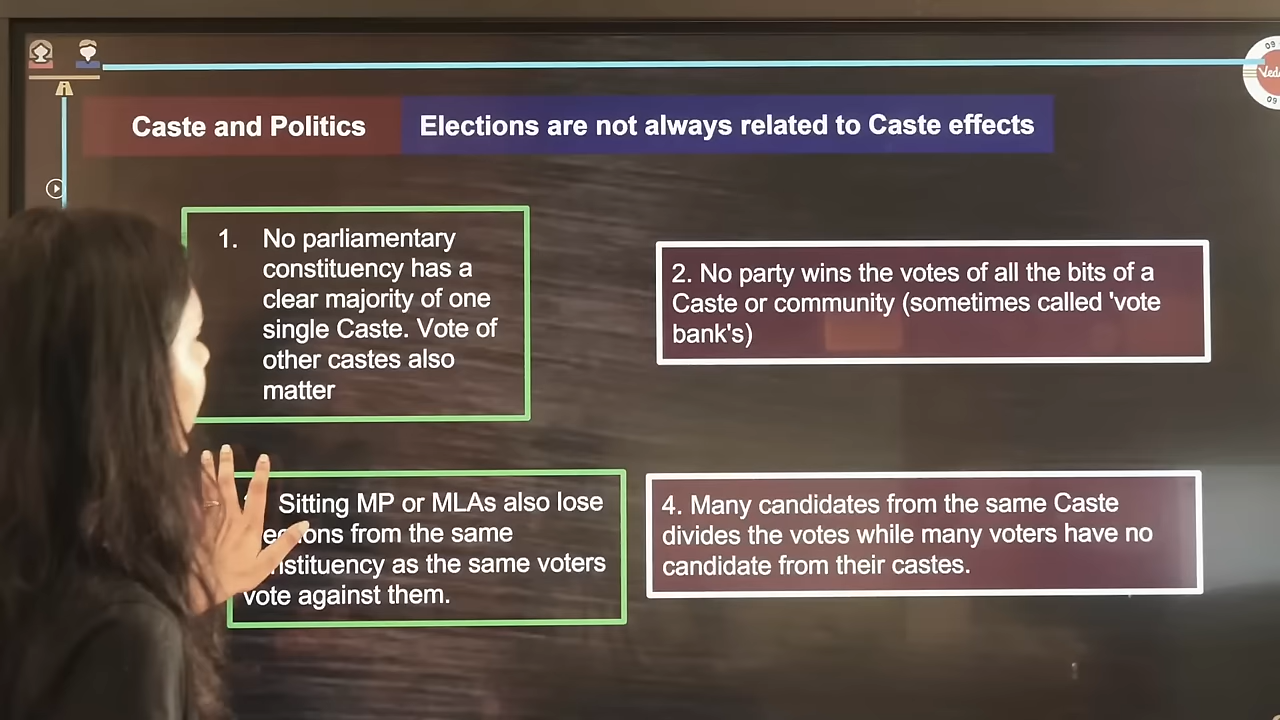 Caste and Politics
Elections are not always related to Caste effects
1. No parliamentary
constituency has a
clear majority of one
single Caste. Vote of
other castes also
matter
2. No party wins the votes of all the bits of a
Caste or community (sometimes called 'vote
bank's)
Sitting MP or MLAs also lose
from the same
as the same voters
vote against them.
4. Many candidates from the same Caste
divides the votes while many voters have no
candidate from their castes.
09
09